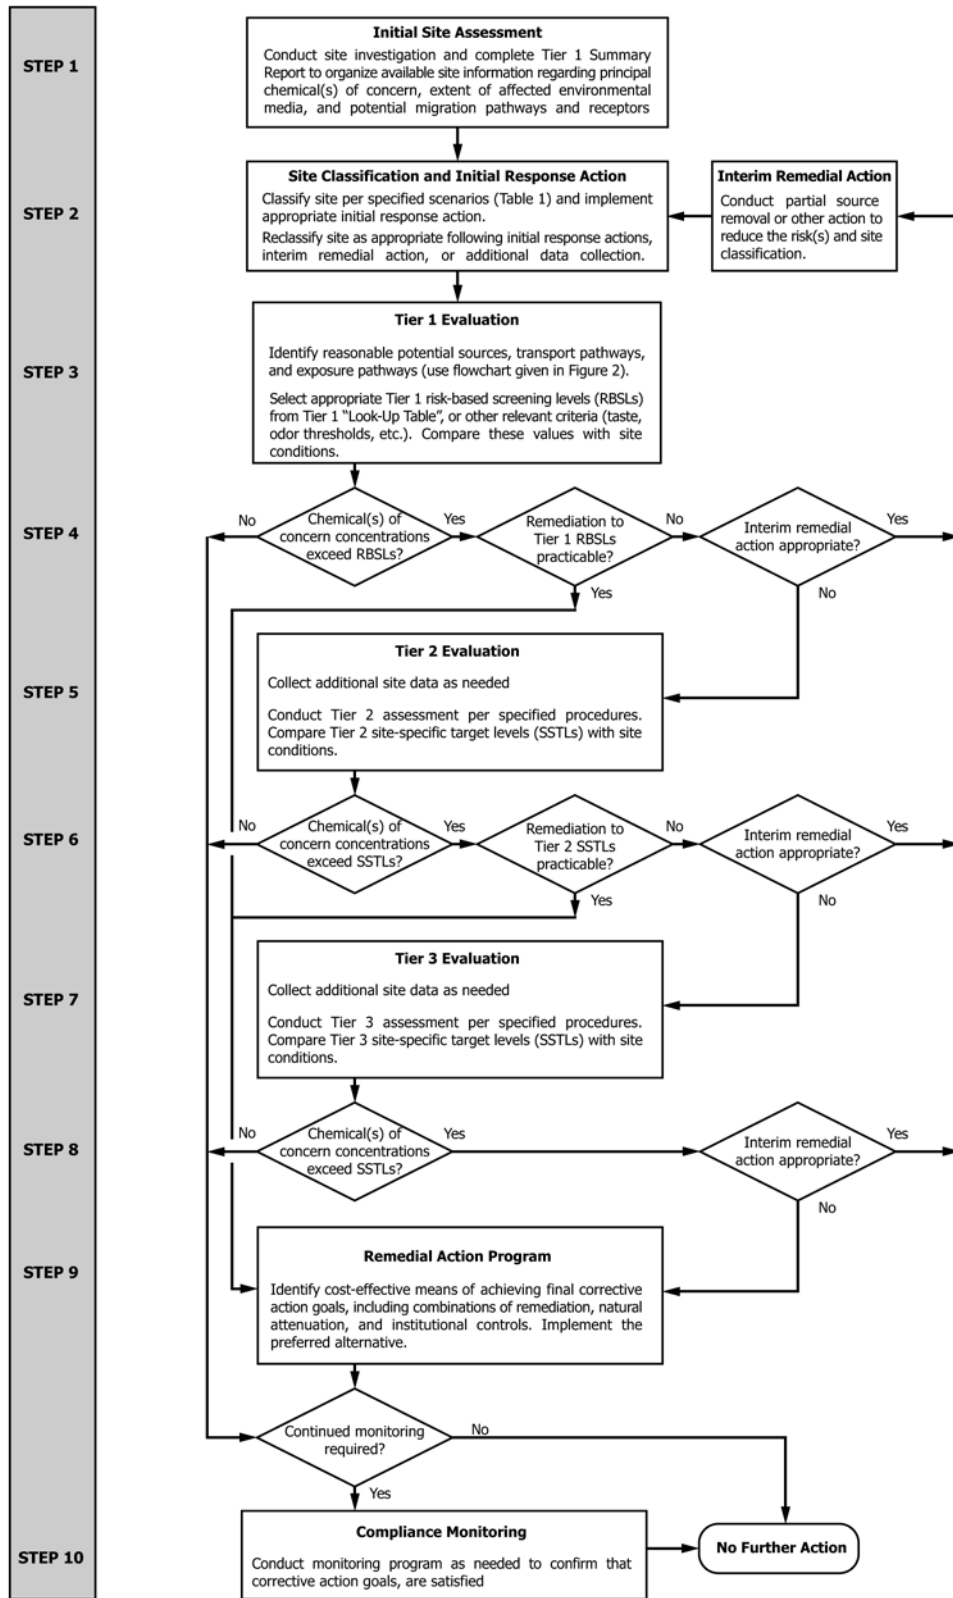 STEP 1
Initial Site Assessment
Conduct site investigation and complete Tier 1 Summary
Report to organize available site information regarding principal
chemical(s) of concern, extent of affected environmental
media, and potential migration pathways and receptors
STEP 2
Site Classification and Initial Response Action
Classify site per specified scenarios (Table 1) and implement
appropriate initial response action.
Reclassify site as appropriate following initial response actions,
interim remedial action, or additional data collection.
Interim Remedial Action
Conduct partial source
removal or other action to
reduce the risk(s) and site
classification.
STEP 3
Tier 1 Evaluation
Identify reasonable potential sources, transport pathways,
and exposure pathways (use flowchart given in Figure 2).
Select appropriate Tier 1 risk-based screening levels (RBSLs)
from Tier 1 “Look-Up Table”, or other relevant criteria (taste,
odor thresholds, etc.). Compare these values with site
conditions.
STEP 4
No
Chemical(s) of
concern concentrations
exceed RBSLs?
Yes
Remediation to
Tier 1 RBSLs
practicable?
No
Interim remedial
action appropriate?
Yes
Yes
No
STEP 5
Tier 2 Evaluation
Collect additional site data as needed
Conduct Tier 2 assessment per specified procedures.
Compare Tier 2 site-specific target levels (SSTLs) with site
conditions.
STEP 6
No
Chemical(s) of
concern concentrations
exceed SSTLs?
Yes
Remediation to
Tier 2 SSTLs
practicable?
No
Interim remedial
action appropriate?
Yes
Yes
No
STEP 7
Tier 3 Evaluation
Collect additional site data as needed
Conduct Tier 3 assessment per specified procedures.
Compare Tier 3 site-specific target levels (SSTLs) with site
conditions.
STEP 8
No
Chemical(s) of
concern concentrations
exceed SSTLs?
Yes
Interim remedial
action appropriate?
Yes
No
STEP 9
Remedial Action Program
Identify cost-effective means of achieving final corrective
action goals, including combinations of remediation, natural
attenuation, and institutional controls. Implement the
preferred alternative.
Continued monitoring
required?
No
Yes
STEP 10
Compliance Monitoring
Conduct monitoring program as needed to confirm that
corrective action goals, are satisfied
No Further Action